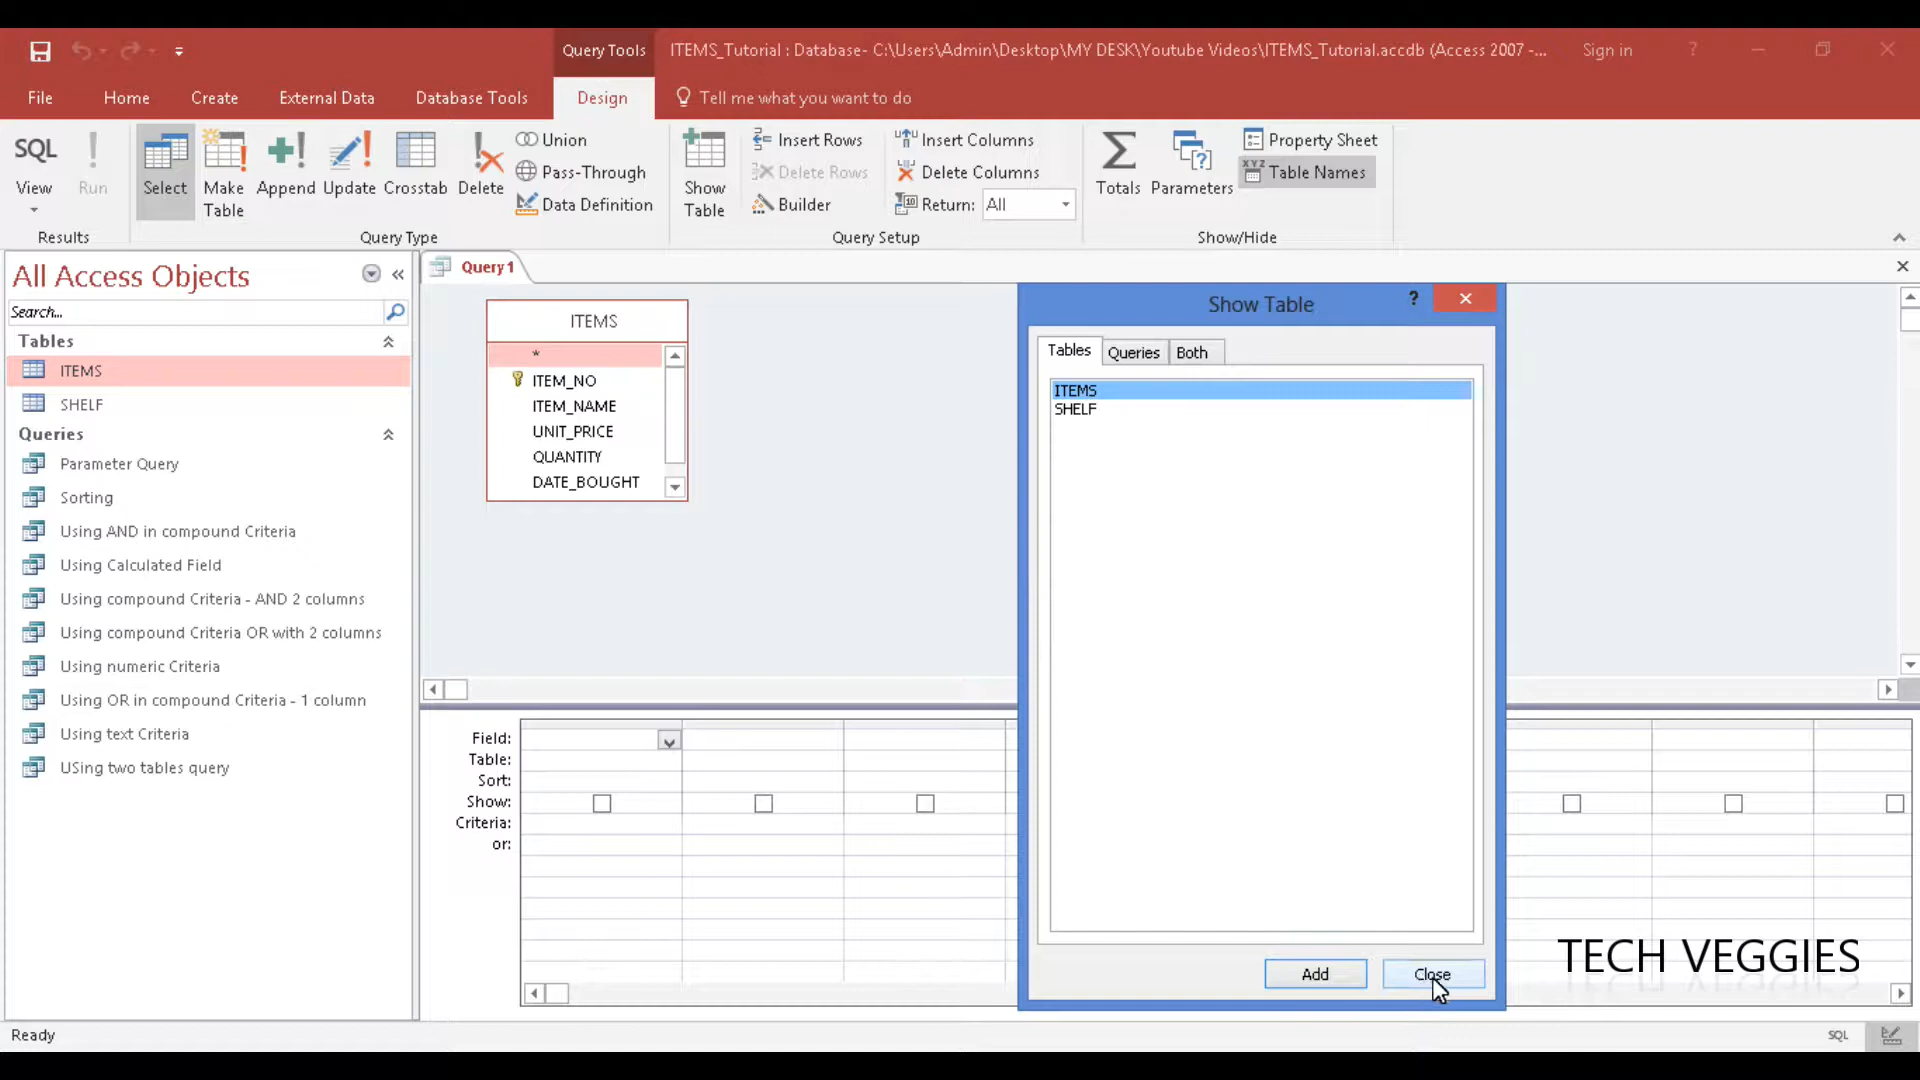 Query Tools
ITEMS_Tutorial : Database- C:\Users\Admin\Desktop\MY DESK\Youtube Videos\ITEMS_Tutorial.accdb (Access 2007 -...
Sign in
?
File
Home
Create
External Data
Database Tools
Design
Tell me what you want to do
SQL
View
Run
Results
Select
Make
Table
Append
Update
Crosstab
Delete
Union
Pass-Through
Data Definition
Query Type
Show
Table
Insert Rows
Delete Rows
Builder
Insert Columns
Delete Columns
Return: All
Query Setup
Totals
Parameters
Property Sheet
XYZ Table Names
Show/Hide
All Access Objects
Search...
Tables
ITEMS
SHELF
Queries
Parameter Query
Sorting
Using AND in compound Criteria
Using Calculated Field
Using compound Criteria - AND 2 columns
Using compound Criteria OR with 2 columns
Using numeric Criteria
Using OR in compound Criteria - 1 column
Using text Criteria
USing two tables query
Query1
ITEMS
*
ITEM_NO
ITEM_NAME
UNIT_PRICE
QUANTITY
DATE_BOUGHT
Show Table
?
Tables
Queries
Both
ITEMS
SHELF
Add
Close
Field:
Table:
Sort:
Show:
Criteria:
or:
TECH VEGGIES
Ready
SQL